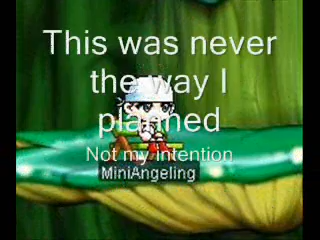 This was never
the way I
planned
Not my Intention
MiniAngeling